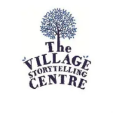 The
VILLAGE
STORYTELLING
CENTRE